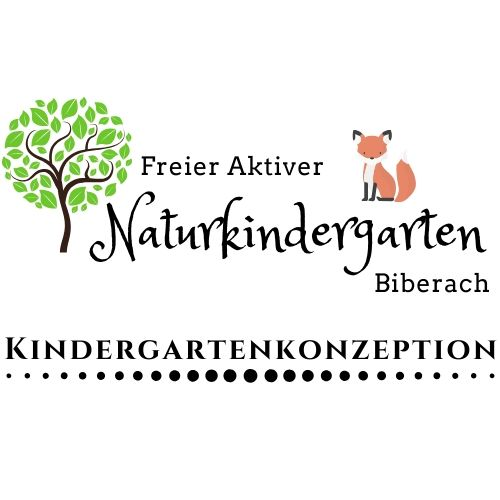 Freier Aktiver
Naturkindergarten
Biberach
KINDERGARTENKONZEPTION